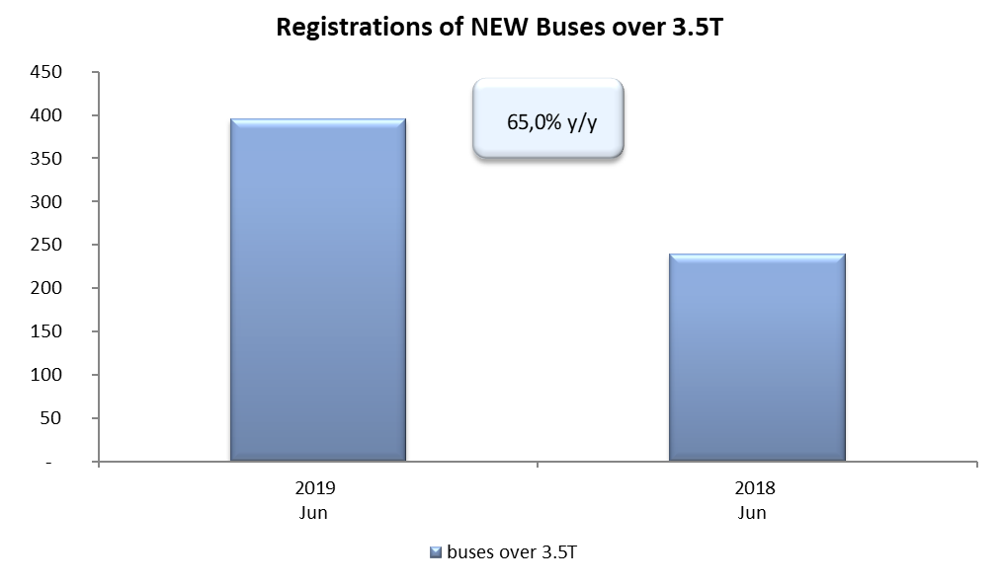 Registrations of NEW Buses over 3.5T
450
400
350
300
250
200
150
100
50
-
65,0% y/y
2019
Jun
2018
Jun
buses over 3.5T